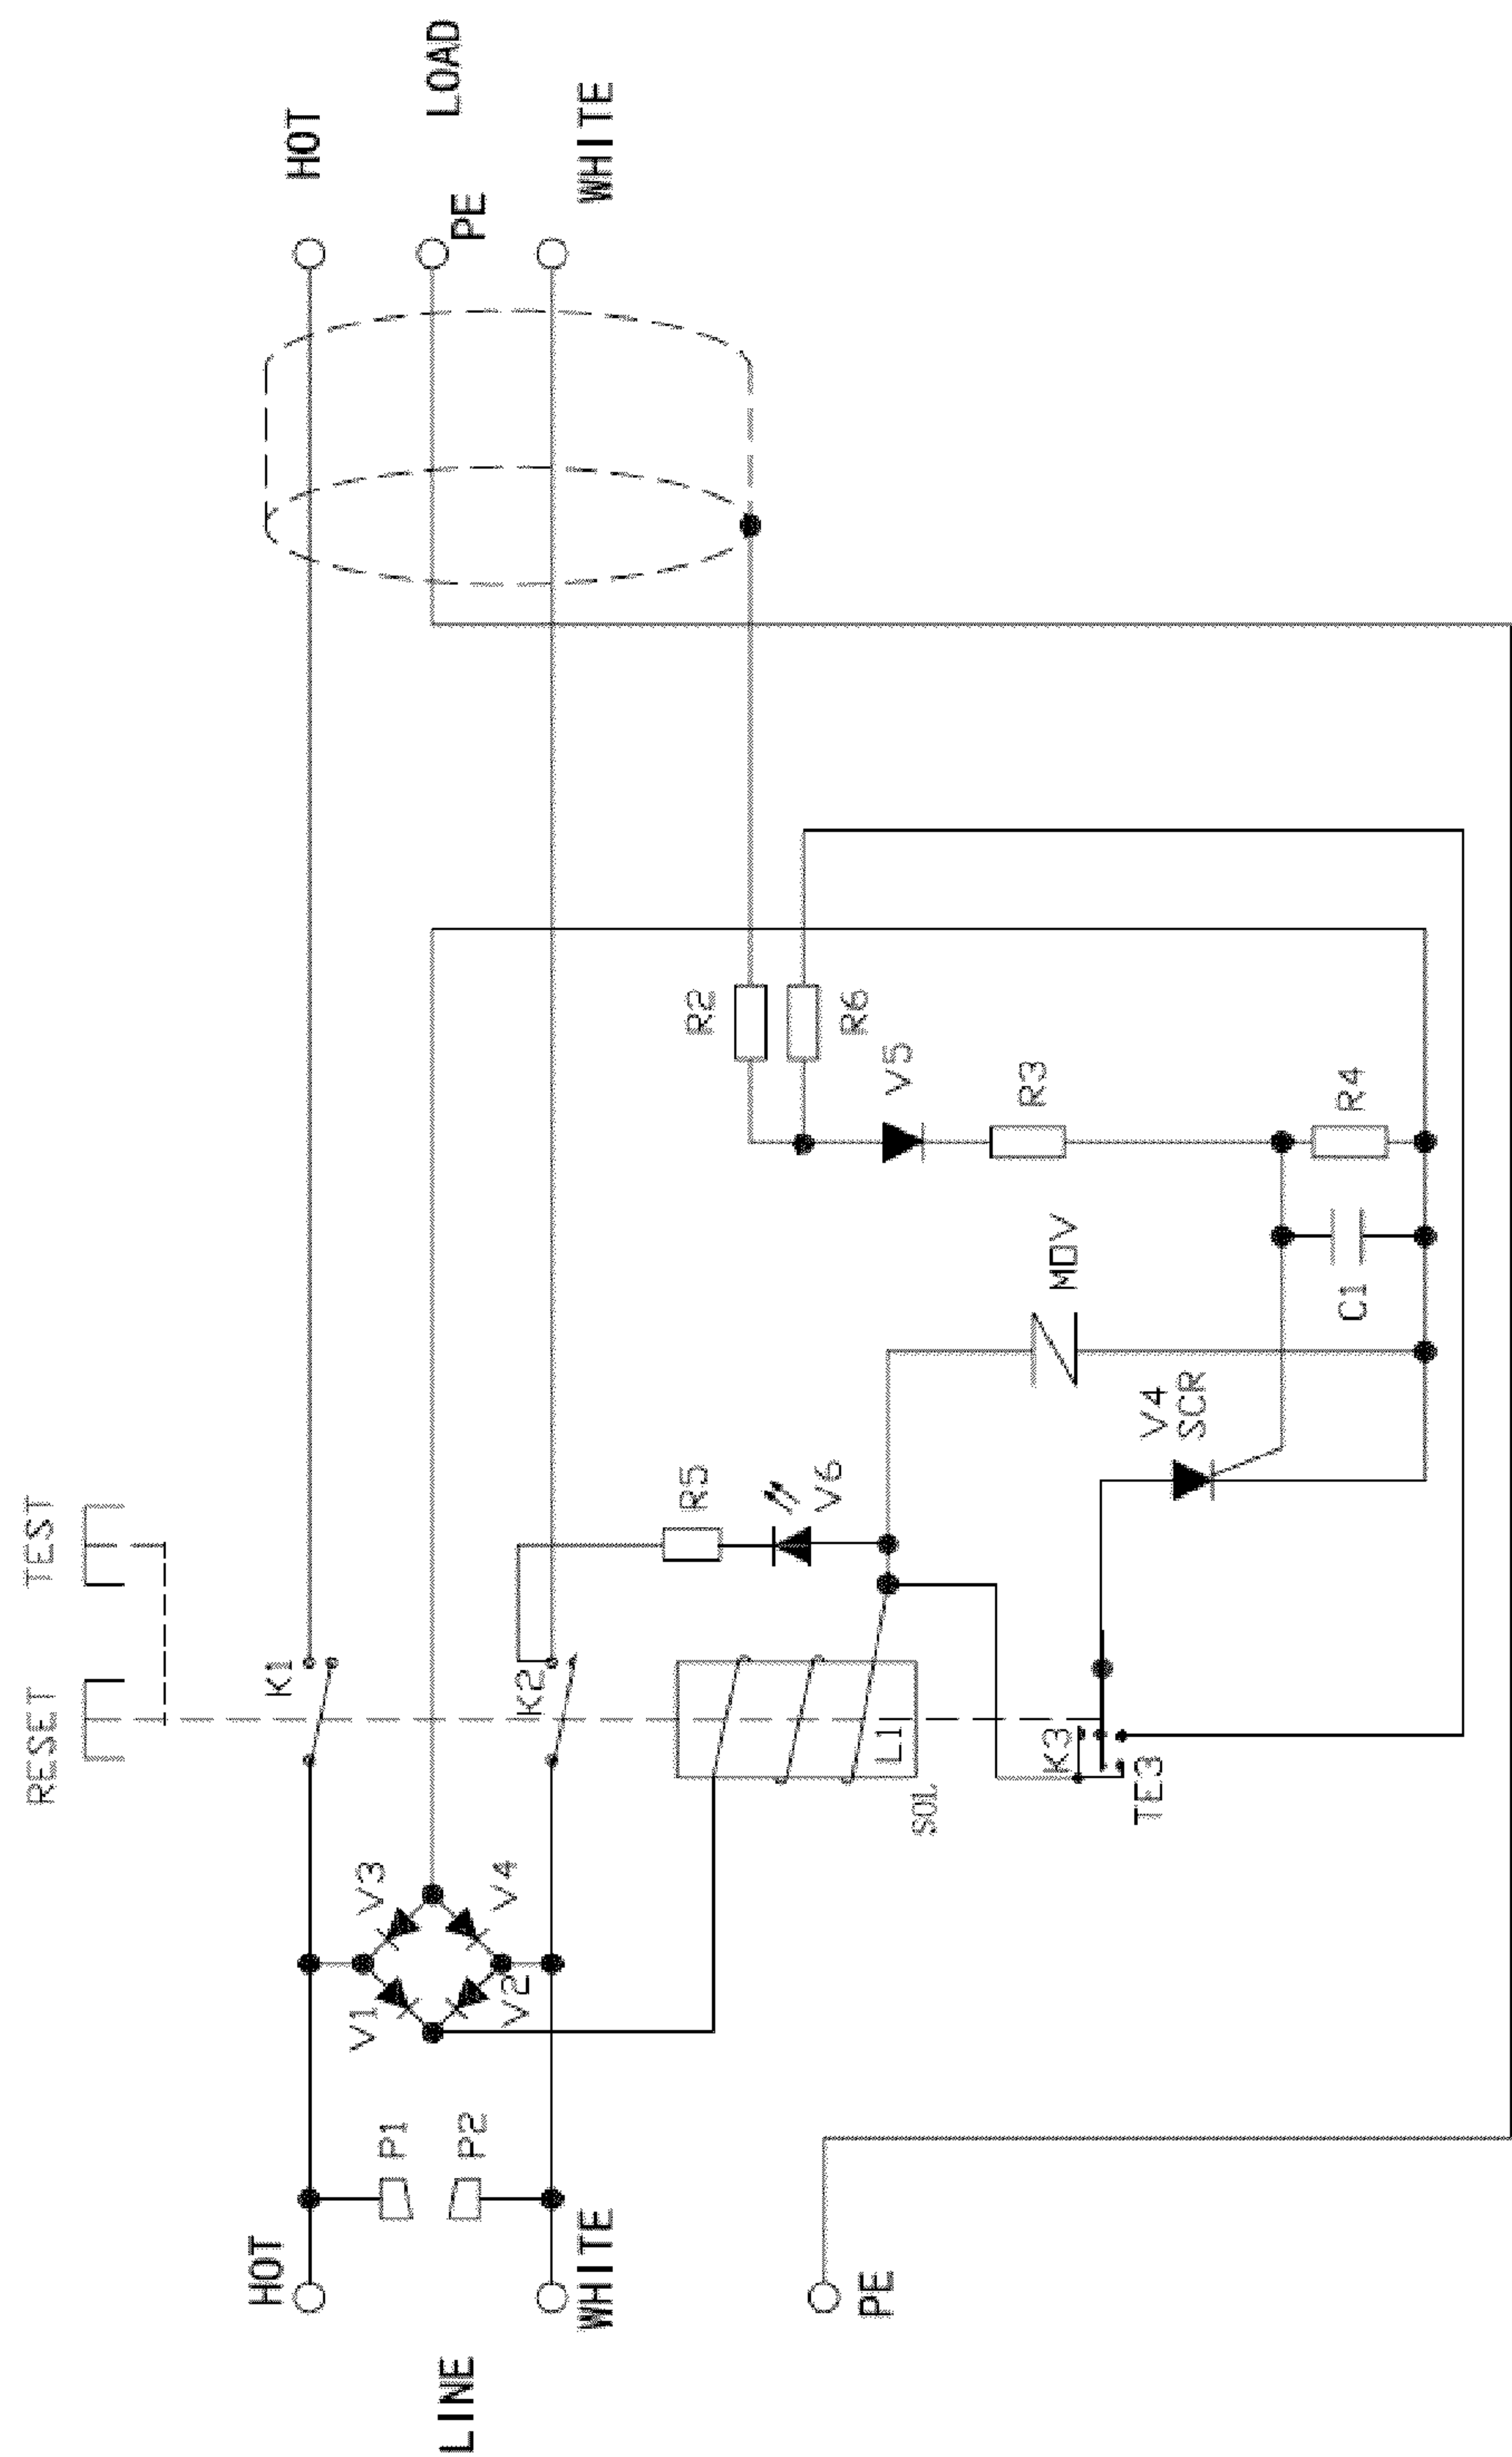 LINE
HOT
WHITE
PE
P1
P2
V1
V3
V2
V4
RESET
TEST
K1
K2
L1
SOL
K3
TE3
R5
V6
V4
SCR
MOV
C1
R2
R6
V5
R3
R4
HOT
PE
LOAD
WHITE